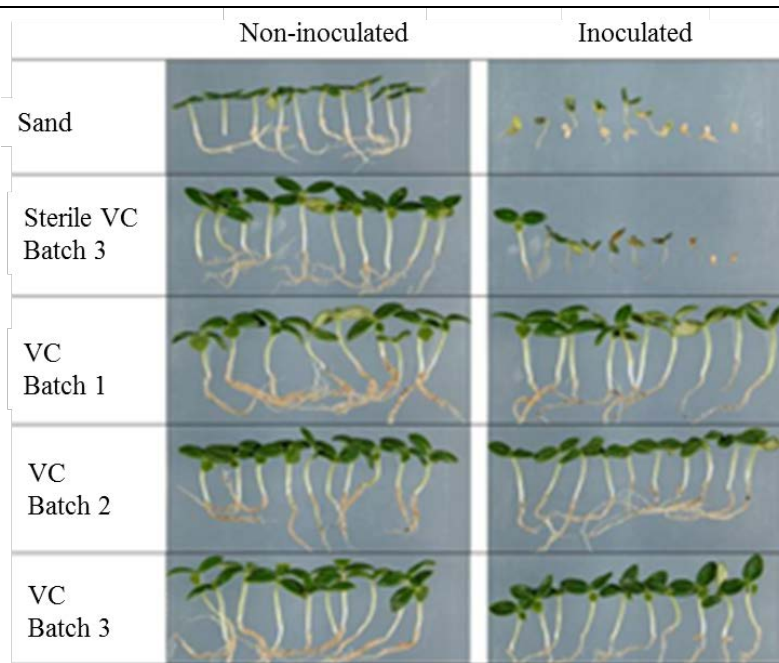 Non-inoculated Inoculated
Sand
Sterile VC
Batch 3
VC
Batch 1
VC
Batch 2
VC
Batch 3